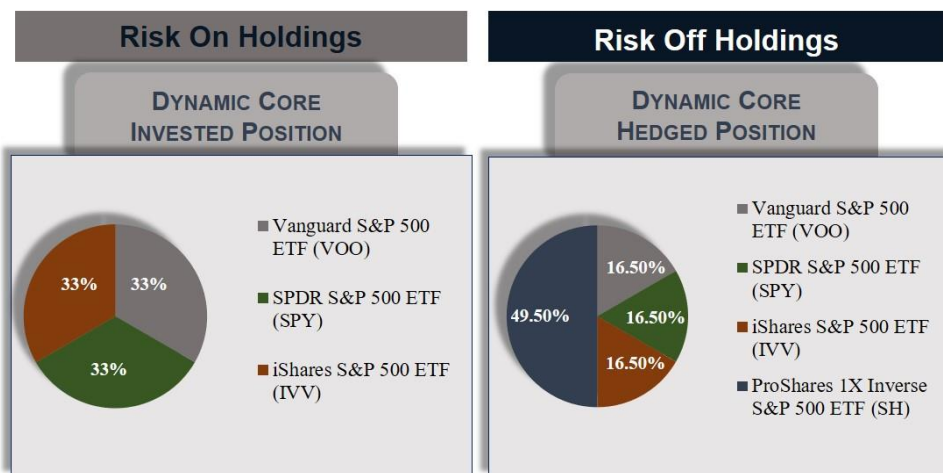 Risk On Holdings
DYNAMIC CORE
INVESTED POSITION
33%
33%
33%
Vanguard S&P 500
ETF (VOO)
SPDR S&P 500 ETF
(SPY)
iShares S&P 500 ETF
(IVV)
Risk Off Holdings
DYNAMIC CORE
HEDGED POSITION
16.50%
49.50%
16.50%
16.50%
Vanguard S&P 500
ETF (VOO)
SPDR S&P 500 ETF
(SPY)
iShares S&P 500 ETF
(IVV)
ProShares 1X Inverse
S&P 500 ETF (SH)